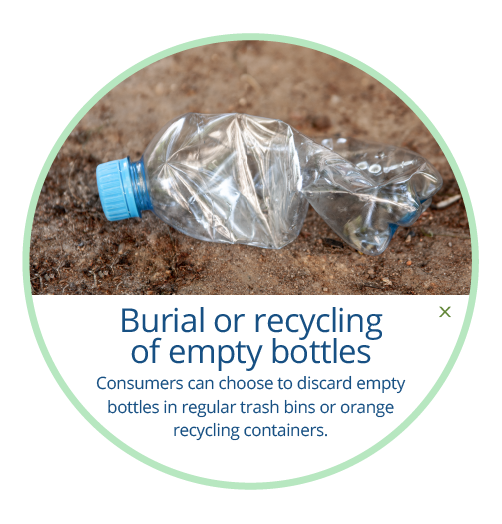 Burial or recycling
of empty bottles
Consumers can choose to discard empty
bottles in regular trash bins or orange
recycling containers.